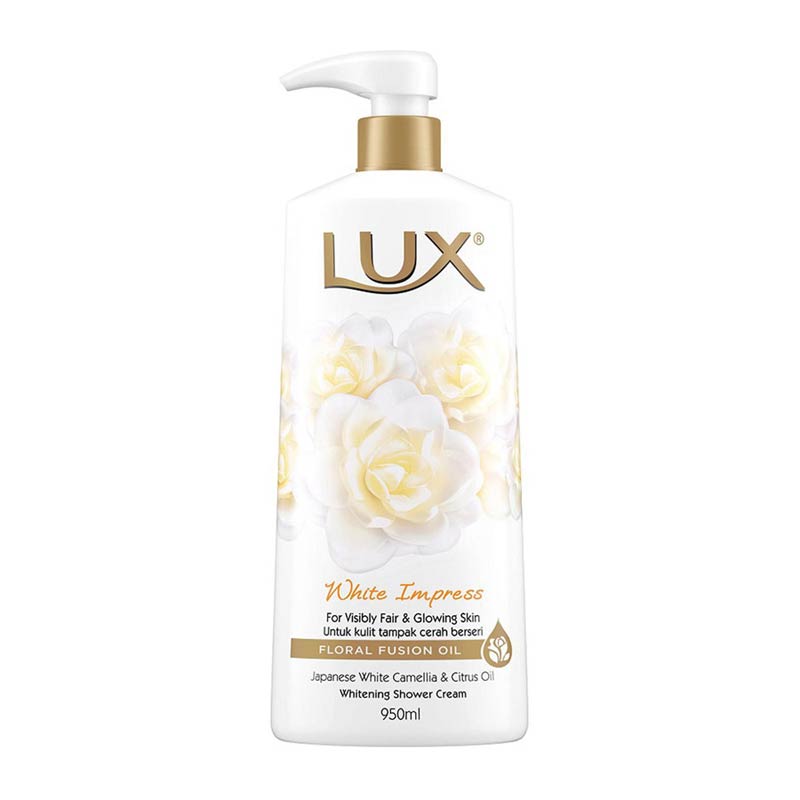 LUX®
White Impress
For Visibly Fair & Glowing Skin
Untuk kulit tampak cerah berseri
FLORAL FUSION OIL
Japanese White Camellia & Citrus Oil
Whitening Shower Cream
950ml